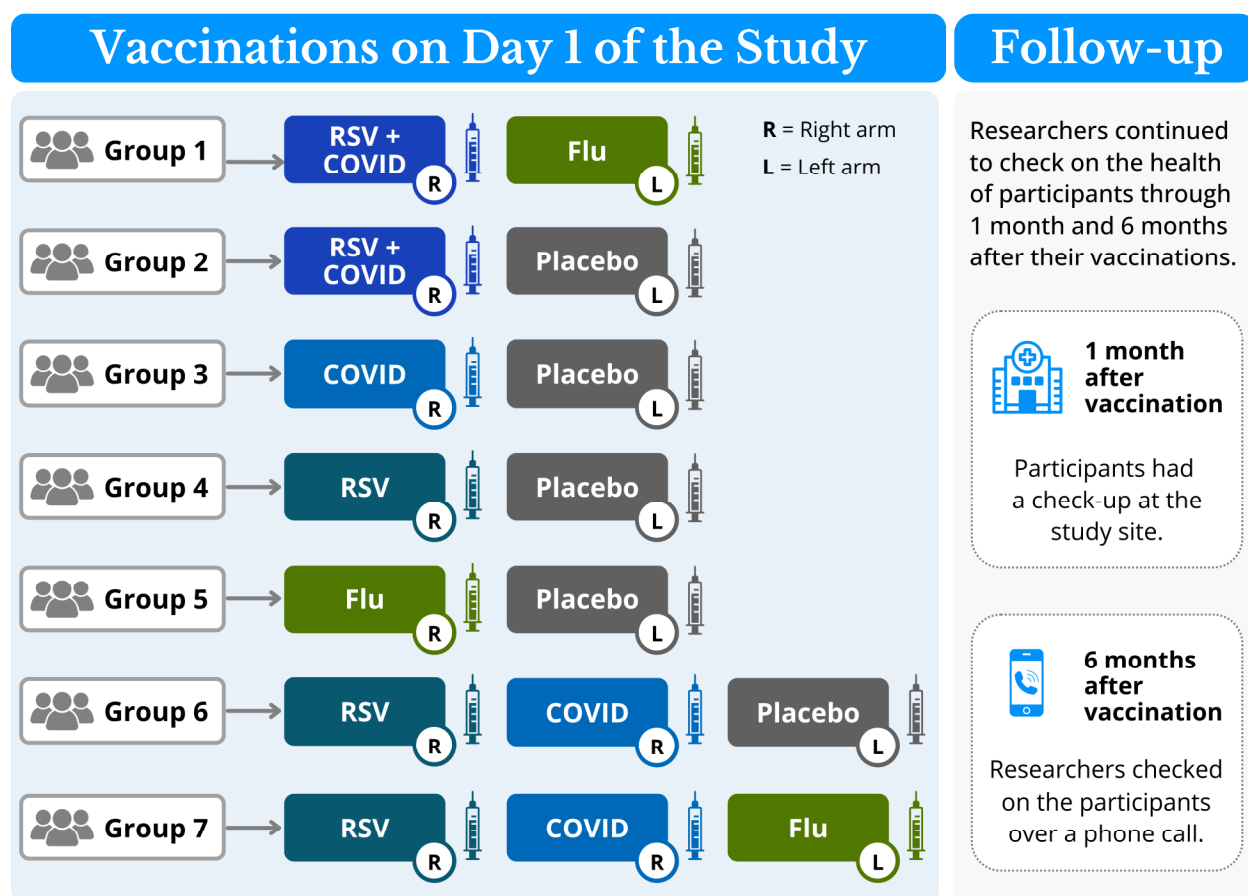 Vaccinations on Day 1 of the Study
Follow-up
Group 1
RSV +
COVID
R
Flu
L
R = Right arm
L = Left arm
Group 2
RSV +
COVID
R
Placebo
L
Group 3
COVID
R
Placebo
L
Group 4
RSV
R
Placebo
L
Group 5
Flu
R
Placebo
L
Group 6
RSV
R
COVID
R
Placebo
L
Group 7
RSV
R
COVID
R
Flu
L
Researchers continued
to check on the health
of participants through
1 month and 6 months
after their vaccinations.
1 month
after
vaccination
Participants had
a check-up at the
study site.
6 months
after
vaccination
Researchers checked
on the participants
over a phone call.